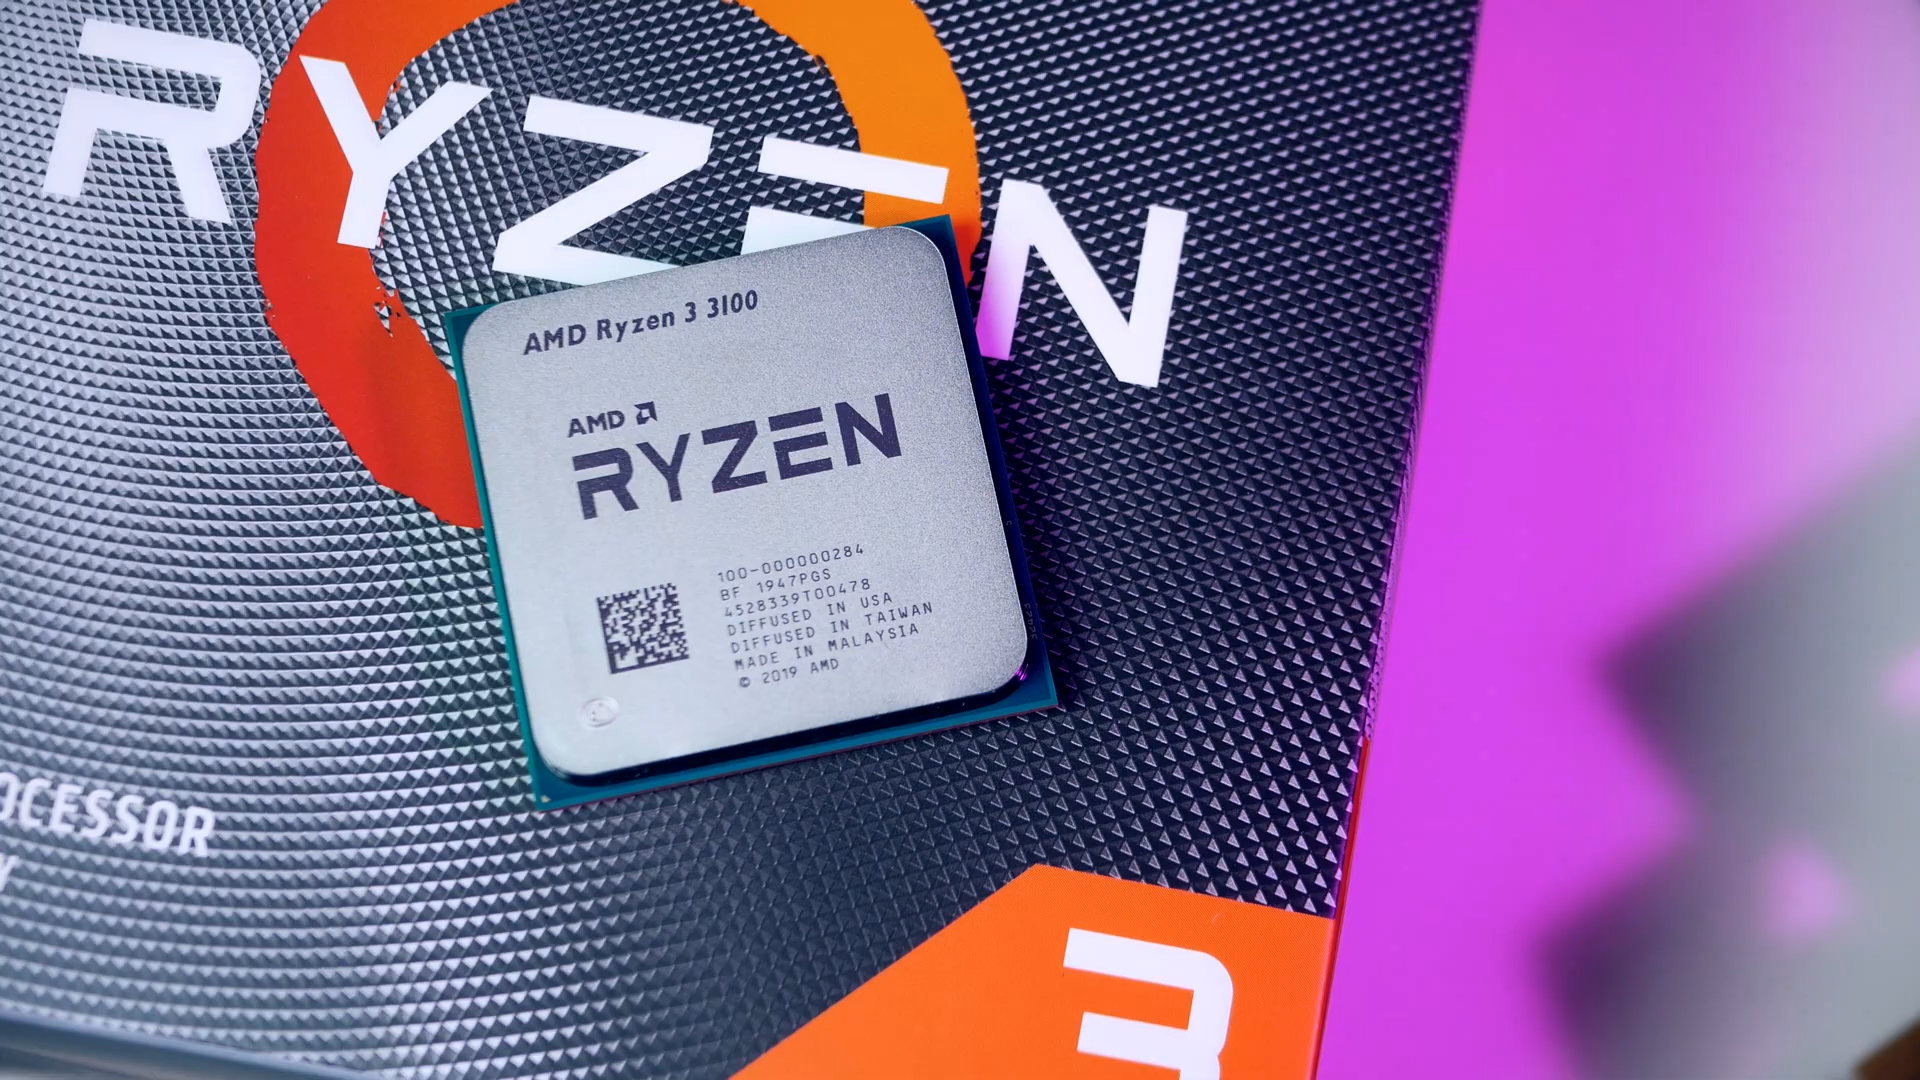 RYZEN
AMD Ryzen 3 3100
AMD
RYZEN
100-000000284
BF 1947PGS
4528339T00478
DIFFUSED IN USA
DIFFUSED IN TAIWAN
MADE IN MALAYSIA
© 2019 AMD
OCESSOR
3